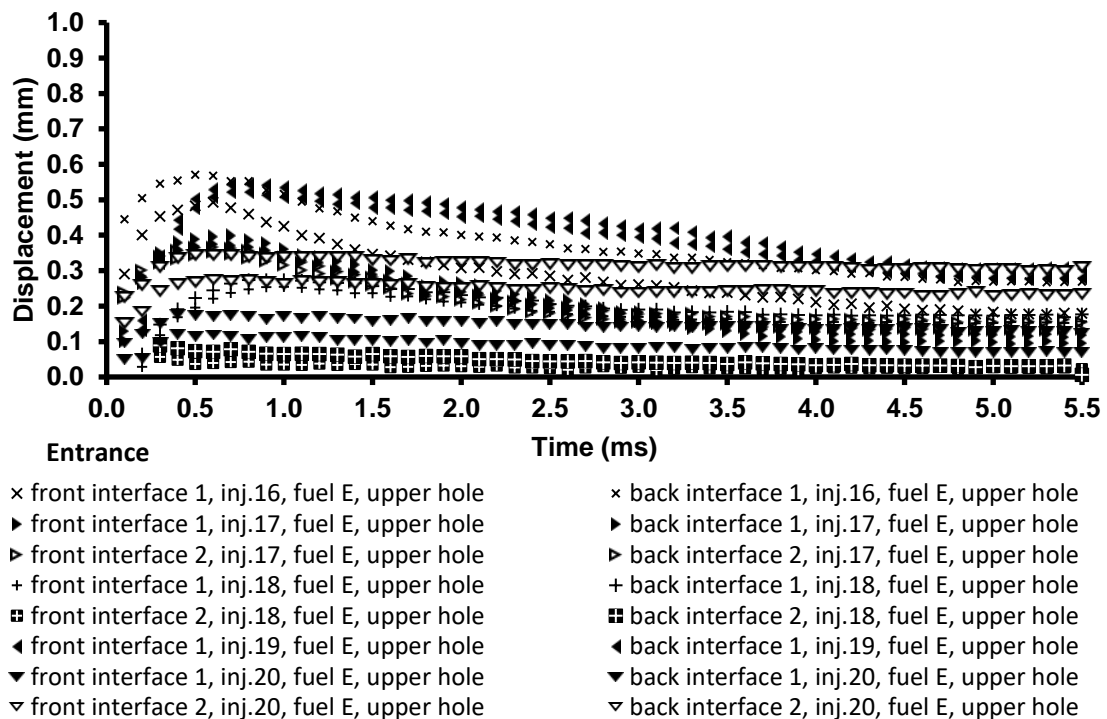 1.0
0.9
0.8
0.7
0.6
0.5
0.4
0.3
0.2
0.1
0.0
Displacement (mm)
0.0 0.5 1.0 1.5 2.0 2.5 3.0 3.5 4.0 4.5 5.0 5.5
Time (ms)
Entrance
front interface 1, inj.16, fuel E, upper hole
back interface 1, inj.16, fuel E, upper hole
front interface 1, inj.17, fuel E, upper hole
back interface 1, inj.17, fuel E, upper hole
front interface 2, inj.17, fuel E, upper hole
back interface 2, inj.17, fuel E, upper hole
front interface 1, inj.18, fuel E, upper hole
back interface 1, inj.18, fuel E, upper hole
front interface 2, inj.18, fuel E, upper hole
back interface 2, inj.18, fuel E, upper hole
front interface 1, inj.19, fuel E, upper hole
back interface 1, inj.19, fuel E, upper hole
front interface 1, inj.20, fuel E, upper hole
back interface 1, inj.20, fuel E, upper hole
front interface 2, inj.20, fuel E, upper hole
back interface 2, inj.20, fuel E, upper hole